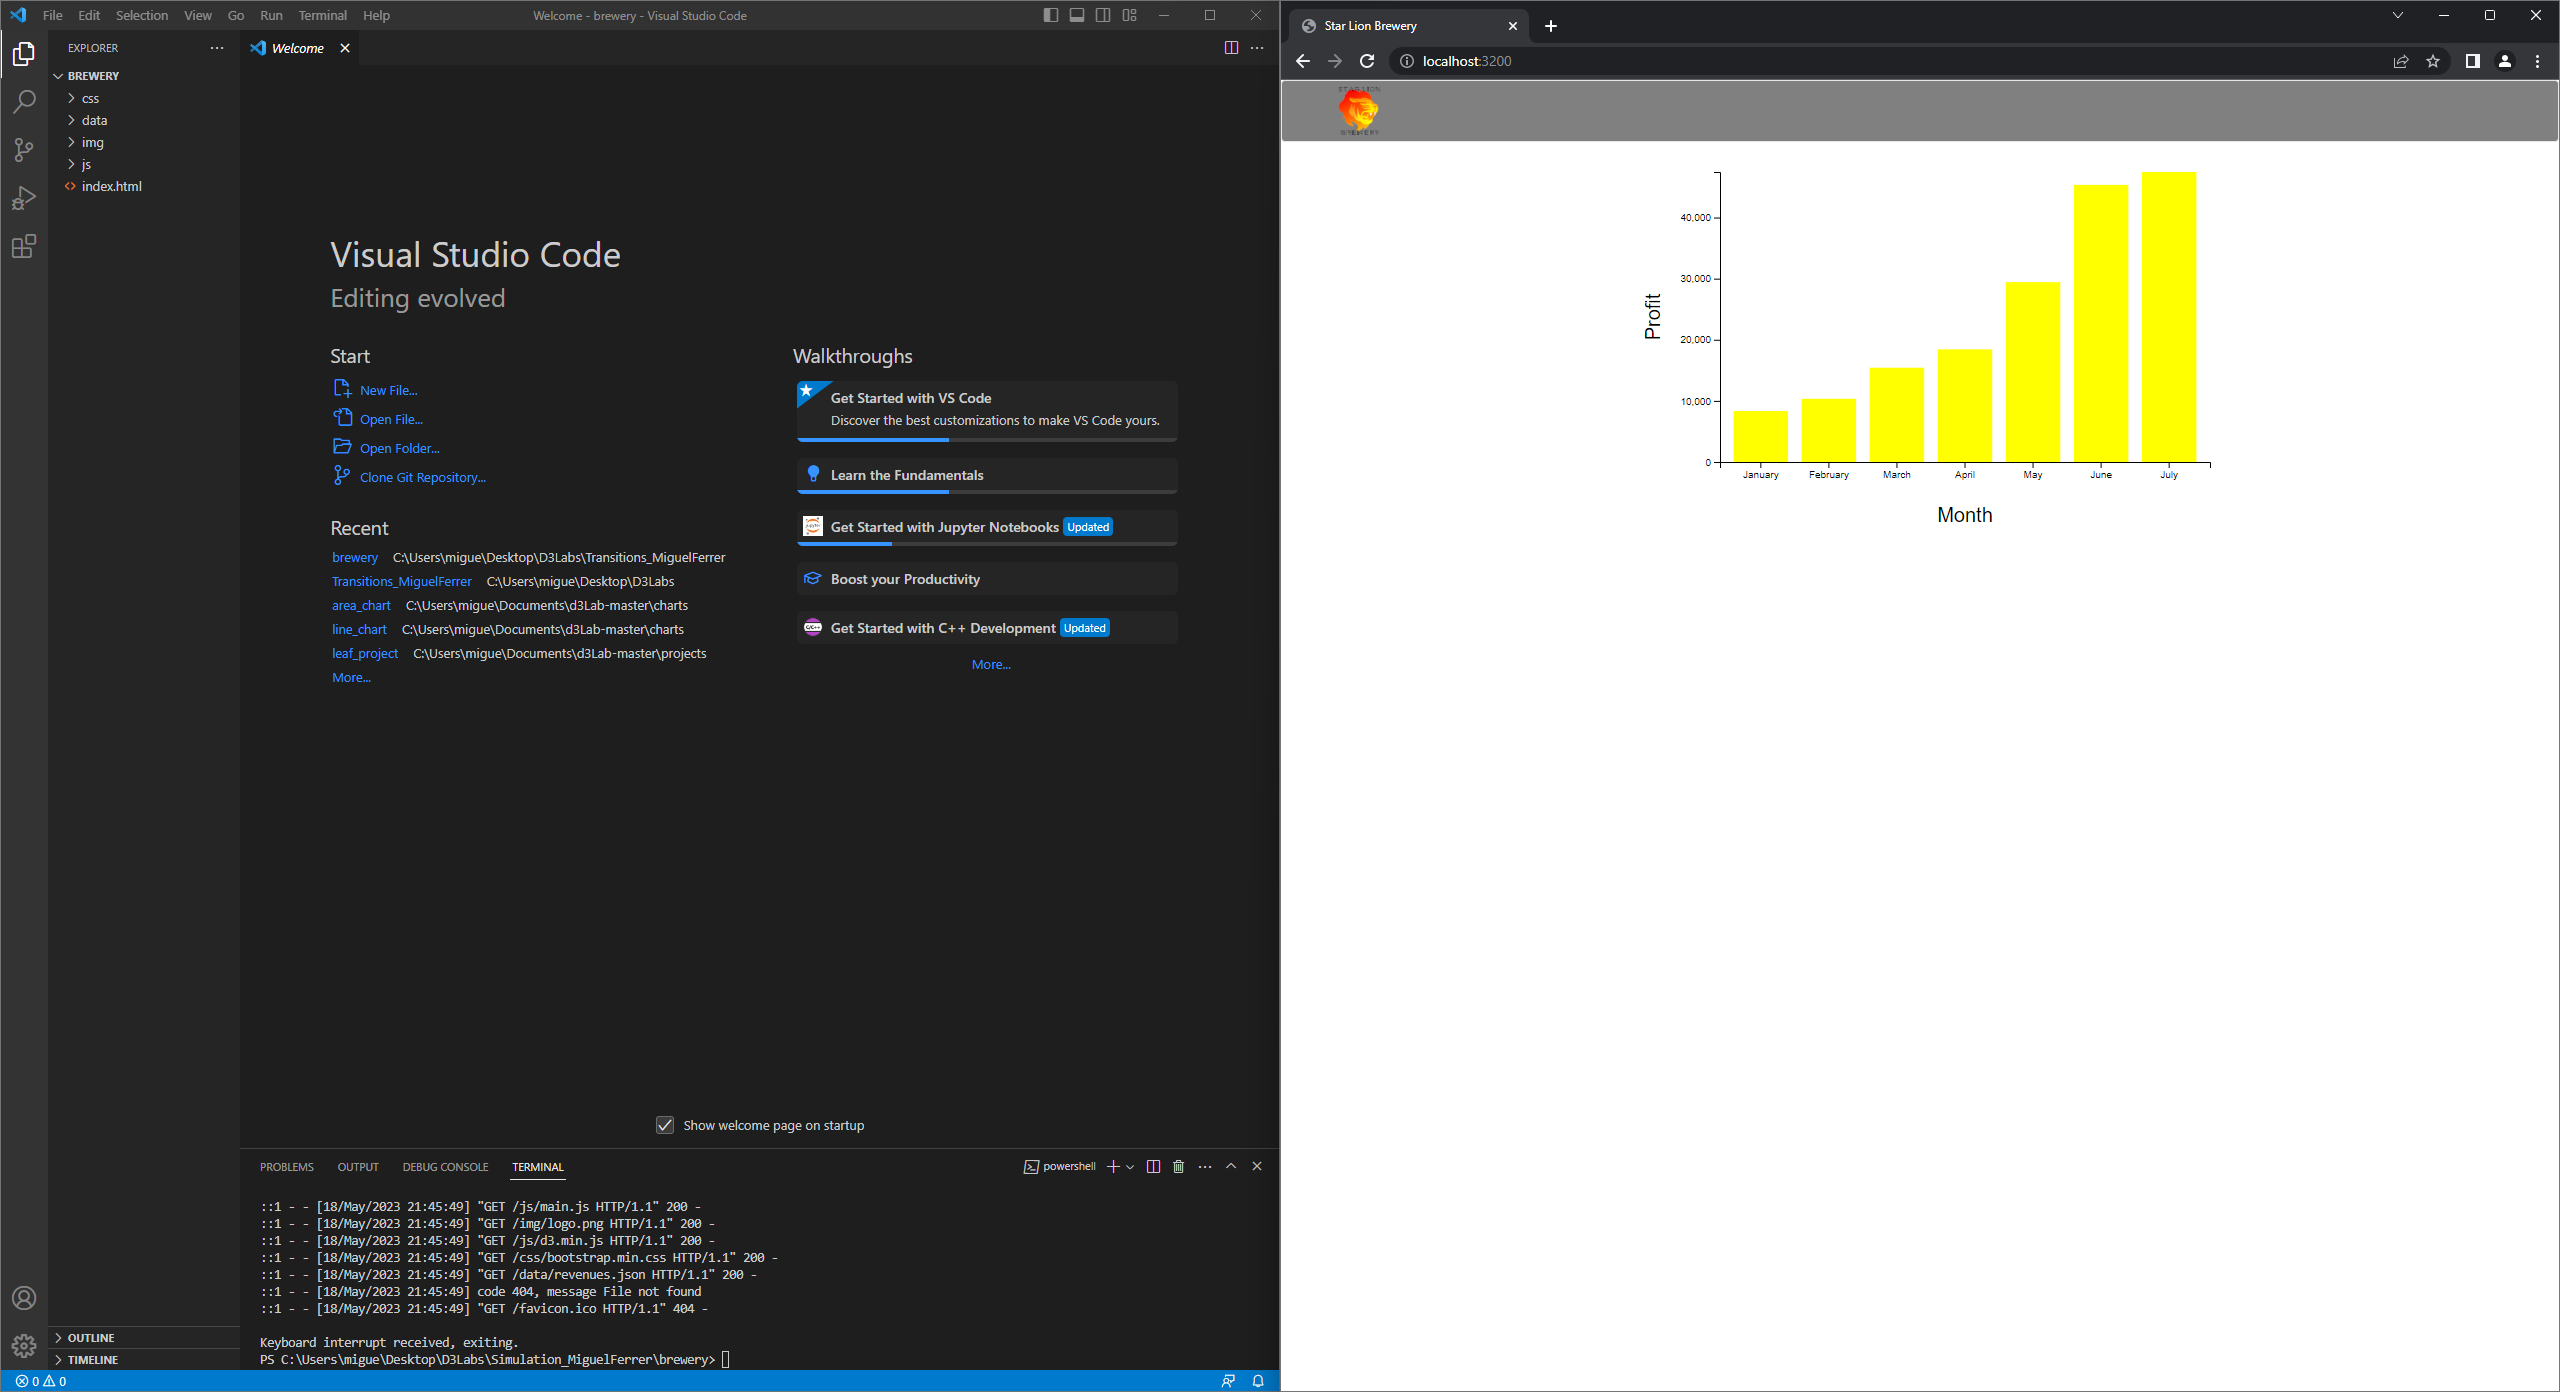 File Edit Selection View Go Run Terminal Help
Welcome - brewery - Visual Studio Code
EXPLORER
BREWERY
css
data
img
js
index.html
OUTLINE
TIMELINE
Welcome
Visual Studio Code
Editing evolved
Start
New File...
Open File...
Open Folder...
Clone Git Repository...
Recent
brewery C:\Users\migue\Desktop\D3Labs\Transitions_MiguelFerrer
Transitions_MiguelFerrer C:\Users\migue\Desktop\D3Labs
area_chart C:\Users\migue\Documents\d3Lab-master\charts
line_chart C:\Users\migue\Documents\d3Lab-master\charts
leaf_project C:\Users\migue\Documents\d3Lab-master\projects
More...
Walkthroughs
Get Started with VS Code
Discover the best customizations to make VS Code yours.
Learn the Fundamentals
Get Started with Jupyter Notebooks Updated
Boost your Productivity
Get Started with C++ Development Updated
More...
Show welcome page on startup
PROBLEMS OUTPUT DEBUG CONSOLE TERMINAL
powershell
::1 - - [18/May/2023 21:45:49] "GET /js/main.js HTTP/1.1" 200 -
::1 - - [18/May/2023 21:45:49] "GET /img/logo.png HTTP/1.1" 200 -
::1 - - [18/May/2023 21:45:49] "GET /js/d3.min.js HTTP/1.1" 200 -
::1 - - [18/May/2023 21:45:49] "GET /css/bootstrap.min.css HTTP/1.1" 200 -
::1 - - [18/May/2023 21:45:49] "GET /data/revenues.json HTTP/1.1" 200 -
::1 - - [18/May/2023 21:45:49] code 404, message File not found
::1 - - [18/May/2023 21:45:49] "GET /favicon.ico HTTP/1.1" 404 -
Keyboard interrupt received, exiting.
PS C:\Users\migue\Desktop\D3Labs\Simulation_MiguelFerrer\brewery>
0 0
Star Lion Brewery
localhost:3200
STAR LION
BREWERY
Profit
40,000
30,000
20,000
10,000
0
January February March April May June July
Month